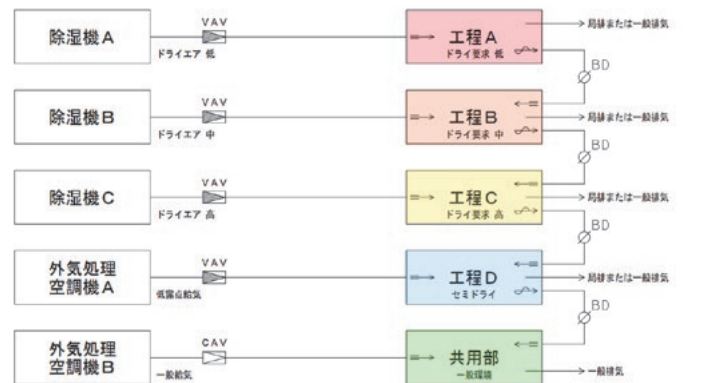 除湿機A
VAV
ドライエア 低
工程A
ドライ要求 低
局排または一般排気
BD
除湿機B
VAV
ドライエア 中
工程B
ドライ要求 中
局排または一般排気
BD
除湿機C
VAV
ドライエア 高
工程C
ドライ要求 高
局排または一般排気
BD
外気処理
空調機A
VAV
低露点給気
工程D
セミドライ
局排または一般排気
BD
外気処理
空調機B
CAV
一般給気
共用部
一般環境
一般排気